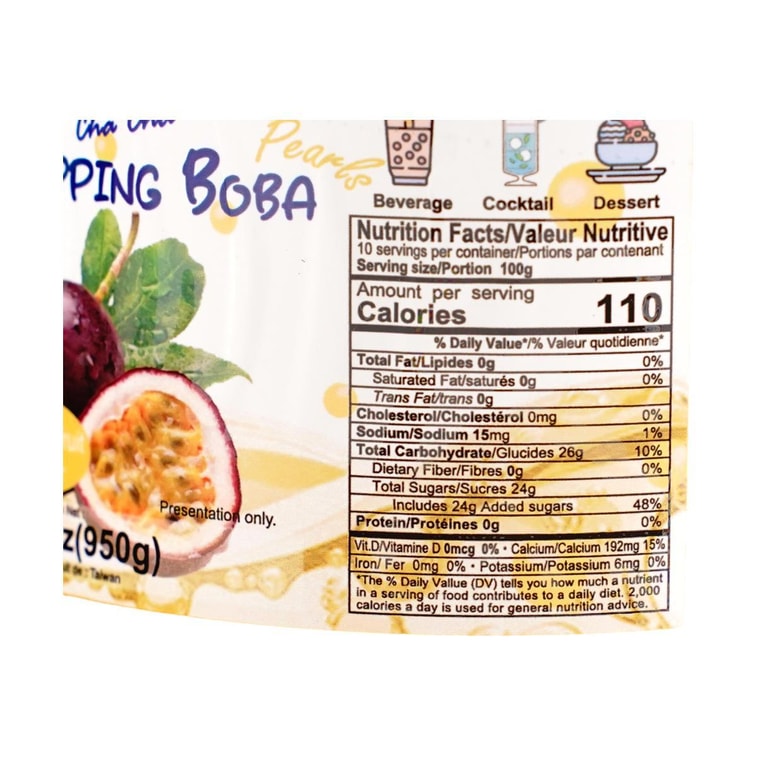 Cha Cha
Pearls
PPING BOBA
Beverage Cocktail Dessert
Nutrition Facts/Valeur Nutritive
10 servings per container/Portions par contenant
Serving size/Portion 100g
Amount per serving
Calories 110
% Daily Value*/% Valeur quotidienne*
Total Fat/Lipides 0g 0%
Saturated Fat/saturés 0g 0%
Trans Fat/trans 0g
Cholesterol/Cholestérol 0mg 0%
Sodium/Sodium 15mg 1%
Total Carbohydrate/Glucides 26g 10%
Dietary Fiber/Fibres 0g 0%
Total Sugars/Sucres 24g
Includes 24g Added sugars 48%
Protein/Protéines 0g 0%
Vit.D/Vitamine D 0mcg 0% • Calcium/Calcium 192mg 15%
Iron/ Fer 0mg 0% • Potassium/Potassium 6mg 0%
*The % Daily Vallue (DV) tells you how much a nutrient
in a serving of food contributes to a daily diet. 2,000
calories a day is used for general nutrition advice.
Presentation only.
z(950g)
de : Taiwan